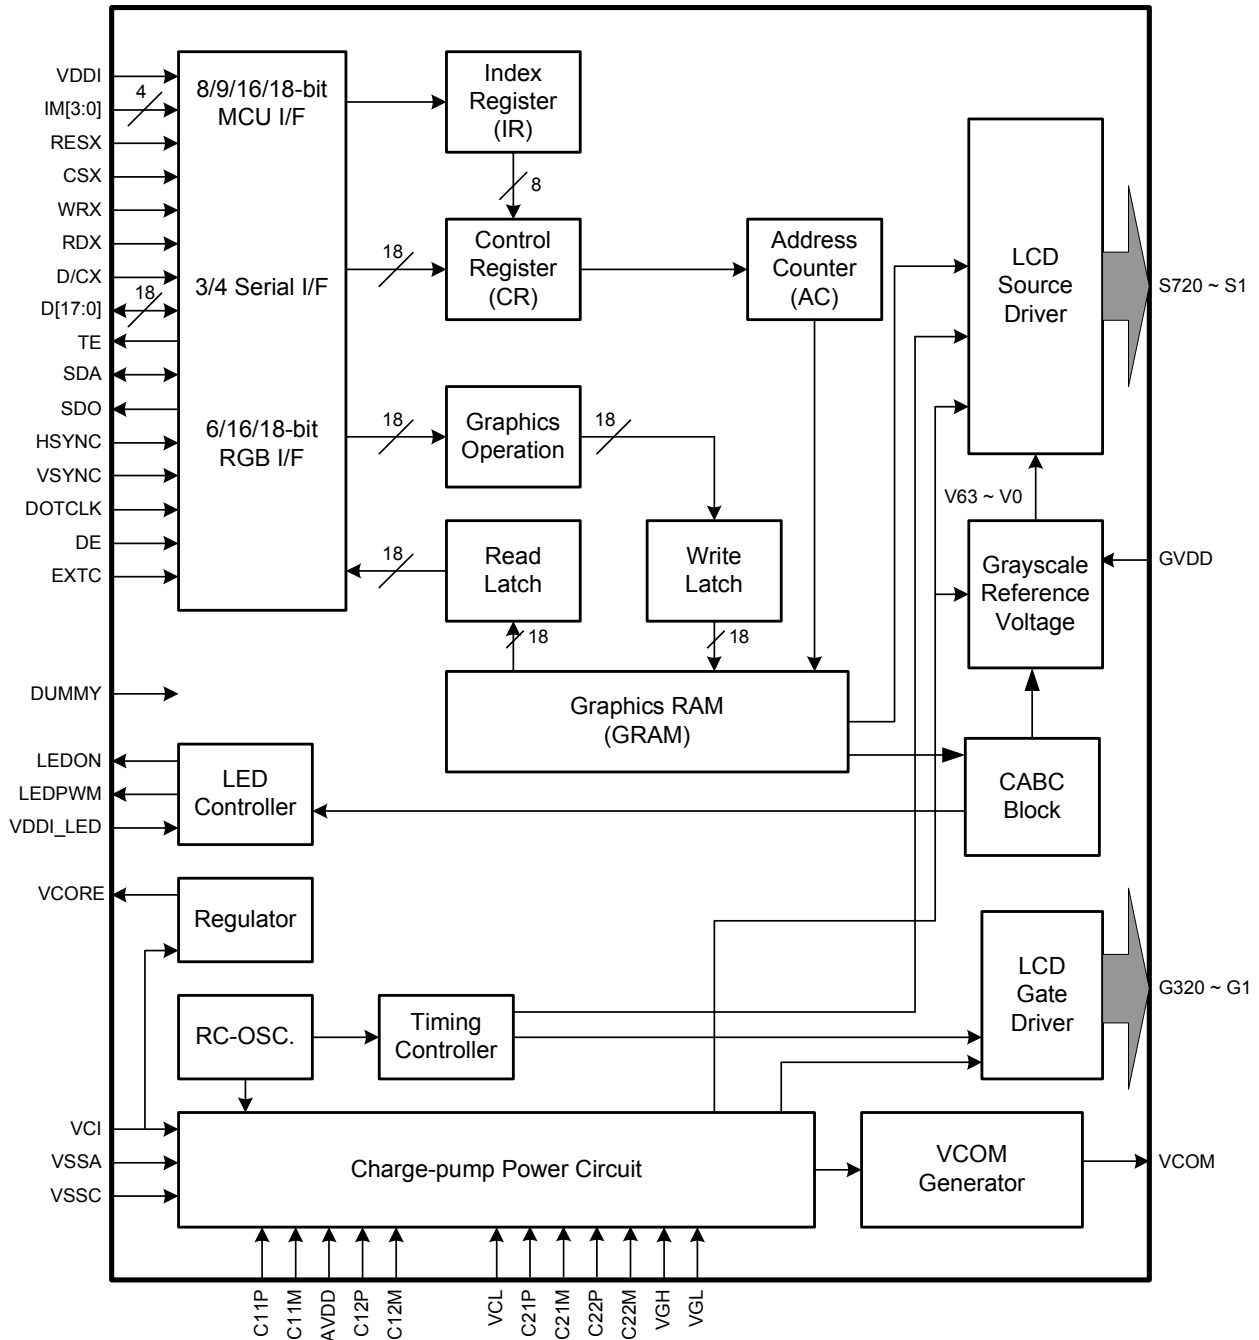 VDDI
IM[3:0]
4
RESX
CSX
WRX
RDX
D/CX
D[17:0]
18
TE
SDA
SDO
HSYNC
VSYNC
DOTCLK
DE
EXTC
DUMMY
LEDON
LEDPWM
VDDI_LED
VCORE
VCI
VSSA
VSSC
8/9/16/18-bit
MCU I/F
3/4 Serial I/F
6/16/18-bit
RGB I/F
Index
Register
(IR)
8
18
Control
Register
(CR)
Address
Counter
(AC)
18
Graphics
Operation
18
18
Read
Latch
Write
Latch
18
18
Graphics RAM
(GRAM)
LCD
Source
Driver
S720 ~ S1
V63 ~ V0
Grayscale
Reference
Voltage
GVDD
CABC
Block
LED
Controller
Regulator
RC-OSC.
Timing
Controller
LCD
Gate
Driver
G320 ~ G1
Charge-pump Power Circuit
VCOM
Generator
VCOM
C11P
C11M
AVDD
C12P
C12M
VCL
C21P
C21M
C22P
C22M
VGH
VGL